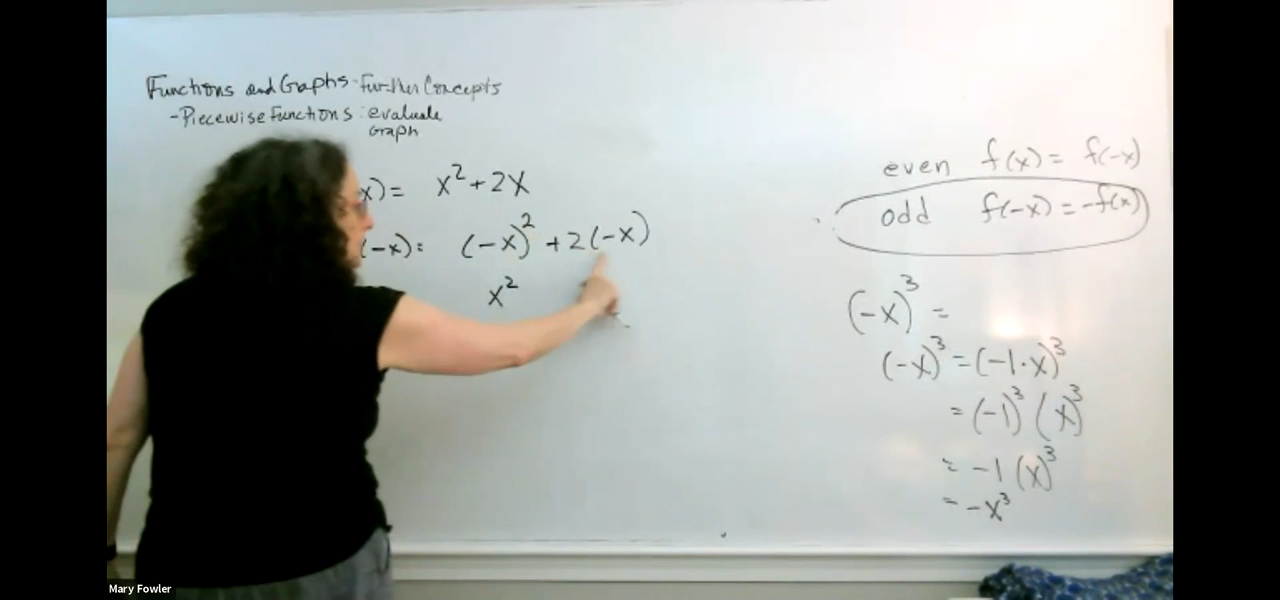 Functions and Graphs - Further Concepts
- Piecewise Functions : evaluate
Graph
x) = x² + 2x
(-x) = (-x)² + 2(-x)
x²
even f(x) = f(-x)
odd f(-x) = -f(x)
(-x)³ =
(-x)³ = (-1·x)³
= (-1)³ (x)³
= -1 (x)³
= -x³
Mary Fowler